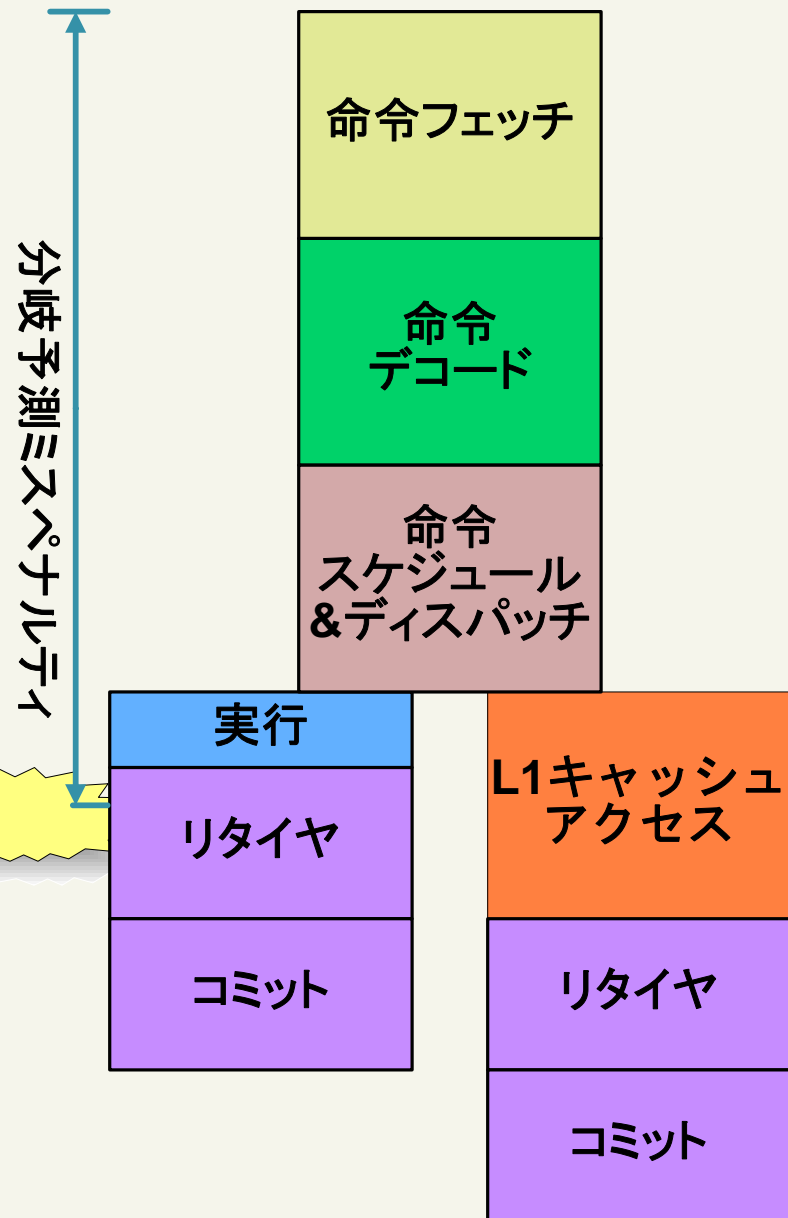 分岐予測ミスペナルティ
命令フェッチ
命令
デコード
命令
スケジュール
&ディスパッチ
実行
リタイヤ
コミット
L1キャッシュ
アクセス
リタイヤ
コミット